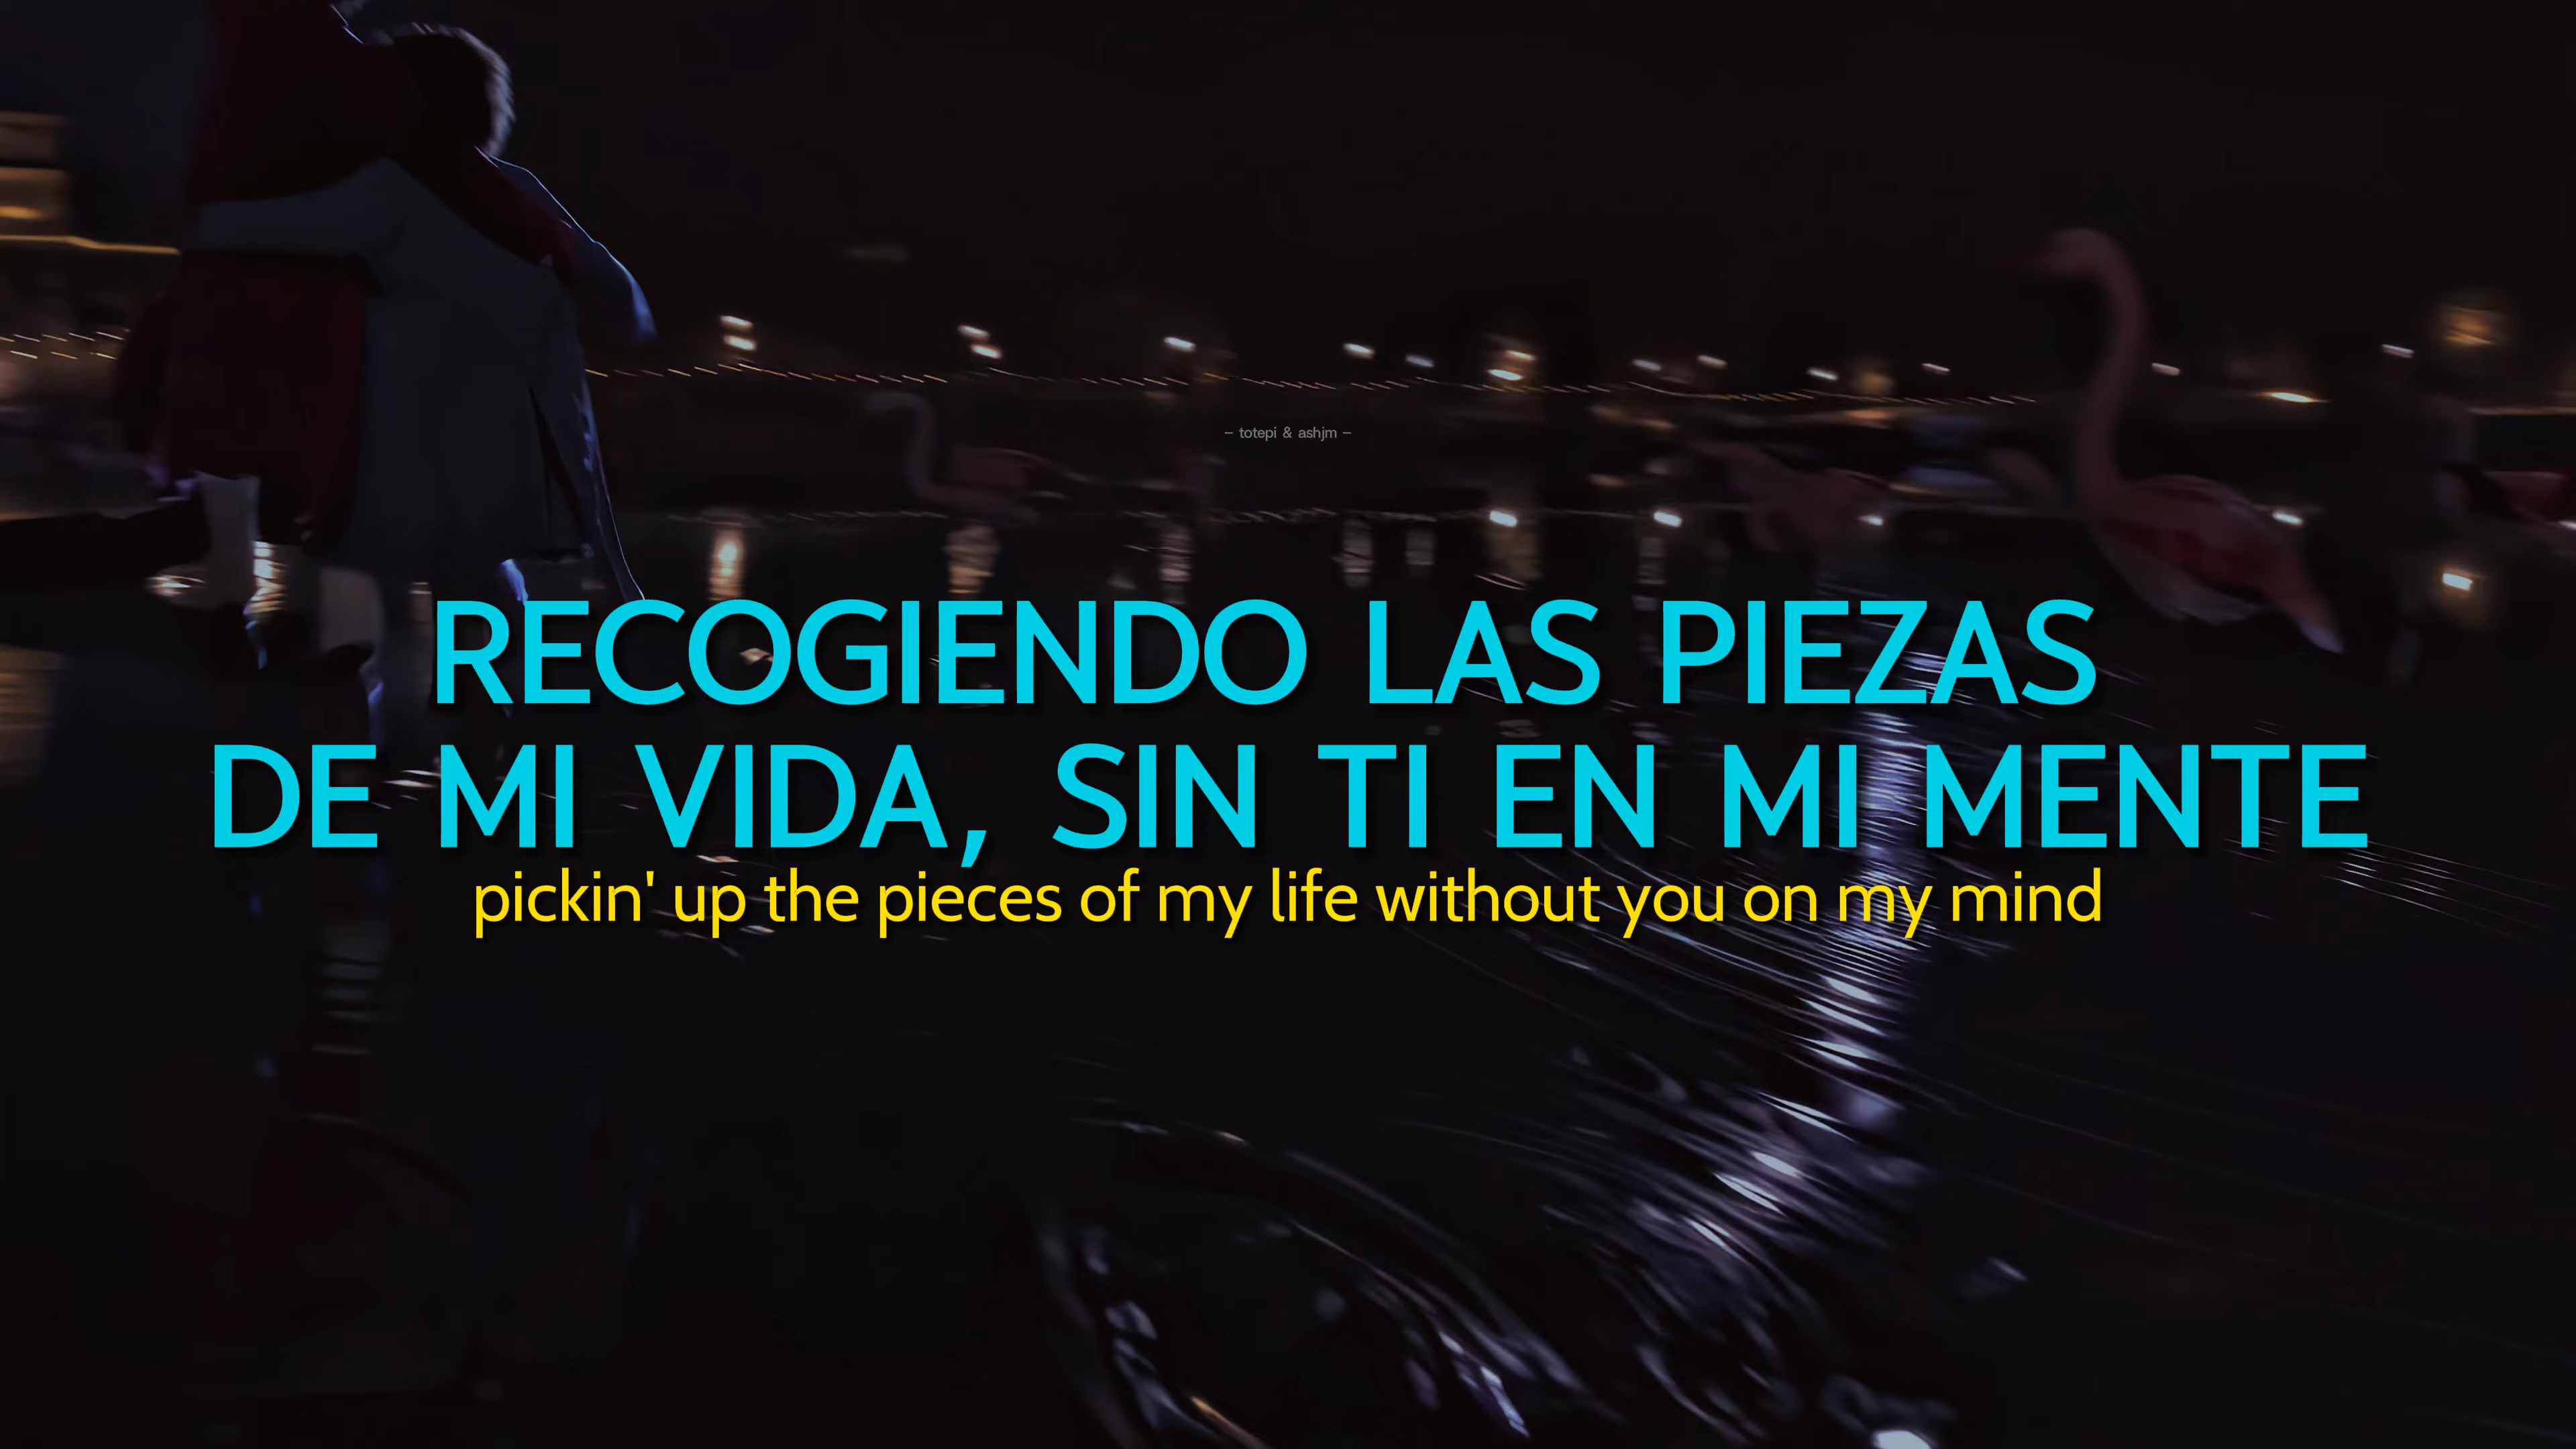 – totepi & ashjm –
RECOGIENDO LAS PIEZAS
DE MI VIDA, SIN TI EN MI MENTE
pickin' up the pieces of my life without you on my mind